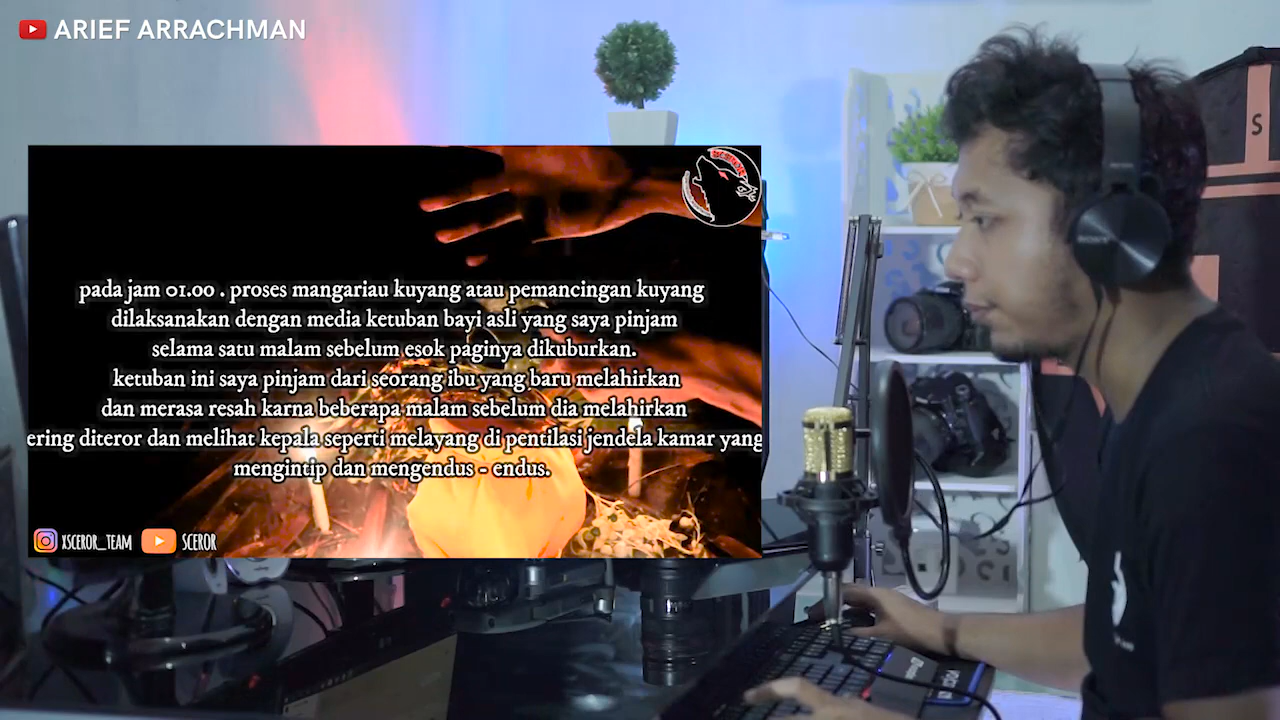 ARIEF ARRACHMAN
S
pada jam 01.00 . proses mangariau kuyang atau pemancingan kuyang
dilaksanakan dengan media ketuban bayi asli yang saya pinjam
selama satu malam sebelum esok paginya dikuburkan.
ketuban ini saya pinjam dari seorang ibu yang baru melahirkan
dan merasa resah karna beberapa malam sebelum dia melahirkan
ering diteror dan melihat kepala seperti melayang di pentilasi jendela kamar yang
mengintip dan mengendus - endus.
XSCEROR_TEAM SCEROR